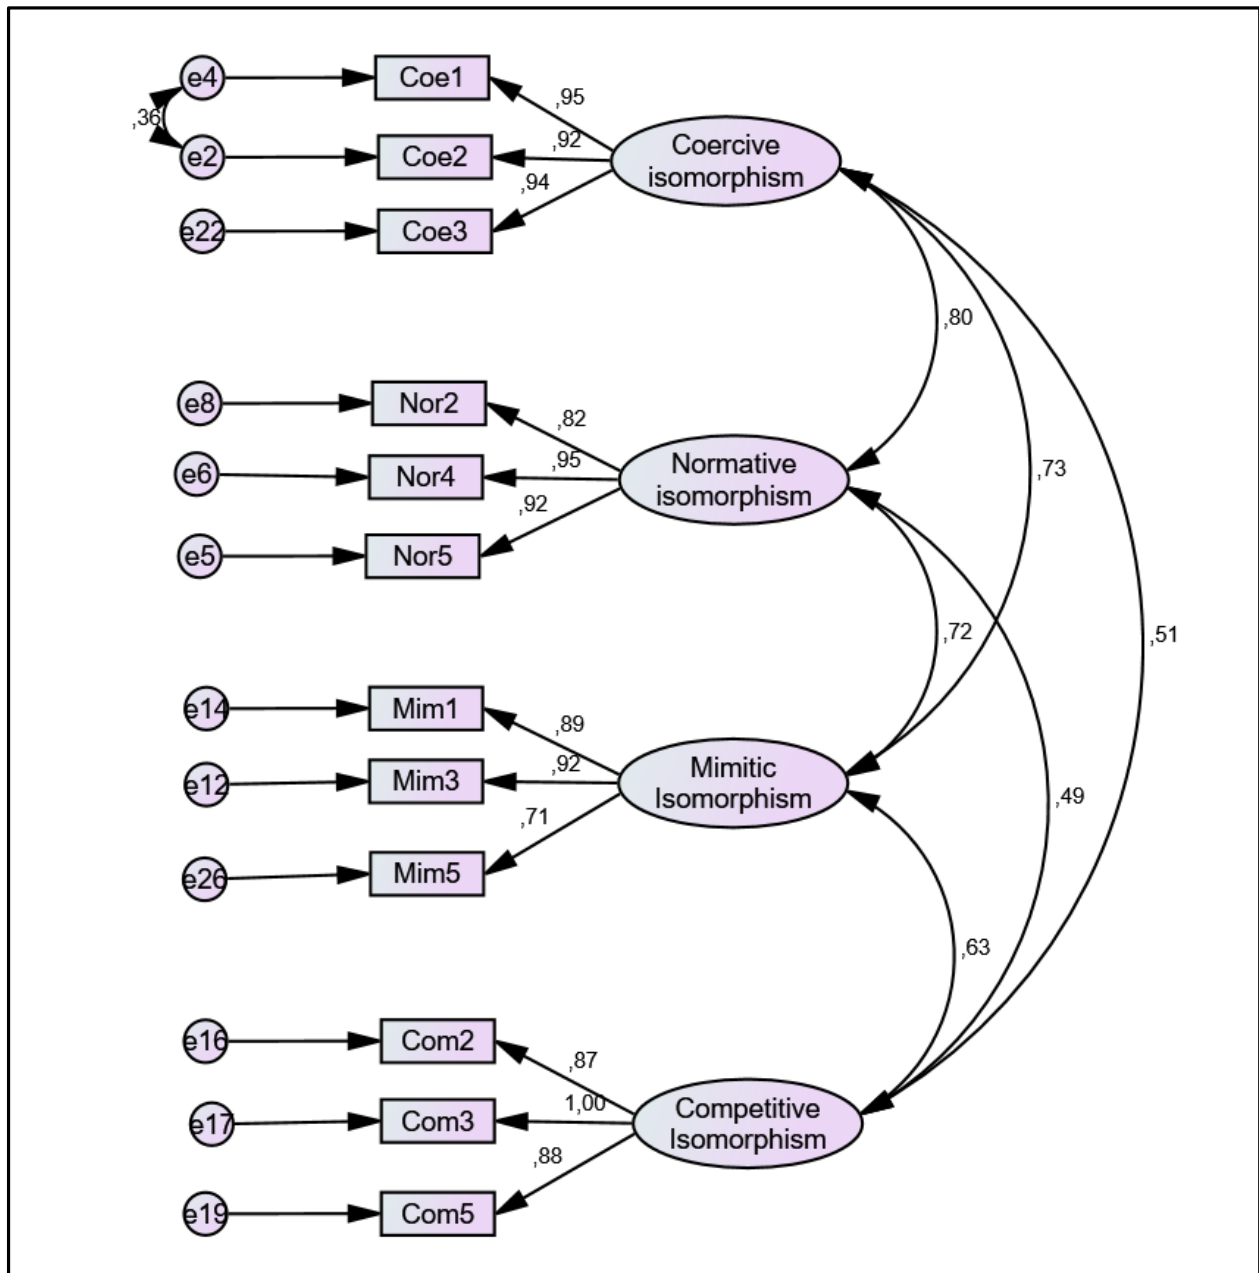 e4
Coe1
,95
Coercive
isomorphism
,36
e2
Coe2
,92
e22
Coe3
,94
,80
e8
Nor2
,82
Normative
isomorphism
,73
e6
Nor4
,95
e5
Nor5
,92
,72
,51
e14
Mim1
,89
Mimitic
Isomorphism
e12
Mim3
,92
,49
e26
Mim5
,71
,63
e16
Com2
,87
Competitive
Isomorphism
e17
Com3
1,00
e19
Com5
,88